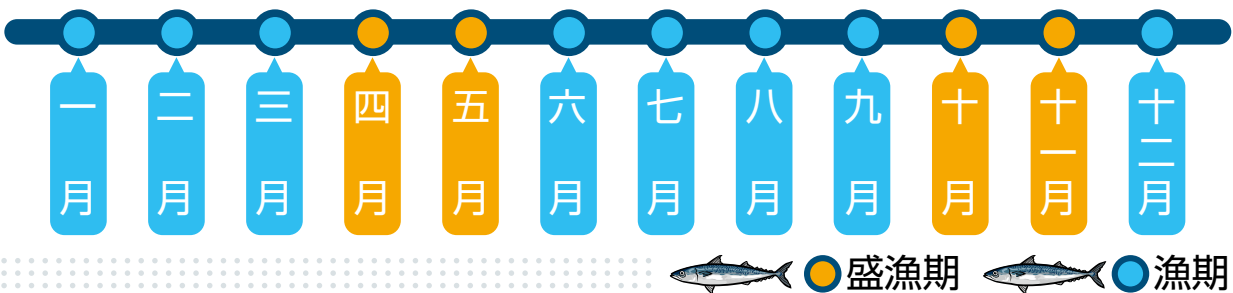 一月
二月
三月
四月
五月
六月
七月
八月
九月
十月
十一月
十二月
盛漁期
漁期